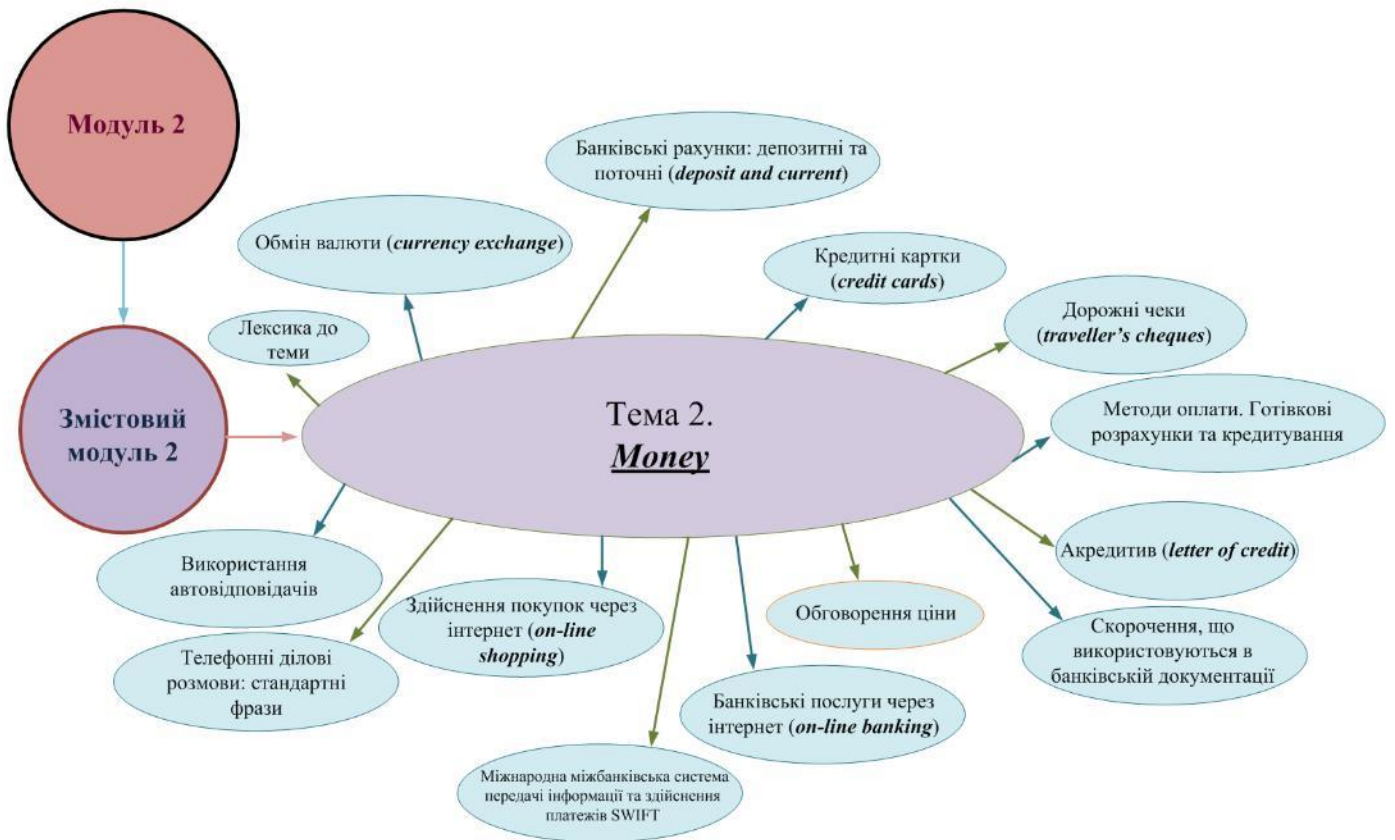 Модуль 2
Банківські рахунки: депозитні та
поточні (deposit and current)
Обмін валюти (currency exchange)
Кредитні картки
(credit cards)
Дорожні чеки
(traveller’s cheques)
Лексика до
теми
Змістовий
модуль 2
Тема 2.
Money
Методи оплати. Готівкові
розрахунки та кредитування
Акредитив (letter of credit)
Використання
автовідповідачів
Здійснення покупок через
інтернет (on-line
shopping)
Обговорення ціни
Скорочення, що
використовуються в
банківській документації
Телефонні ділові
розмови: стандартні
фрази
Банківські послуги через
інтернет (on-line banking)
Міжнародна міжбанківська система
передачі інформації та здійснення
платежів SWIFT